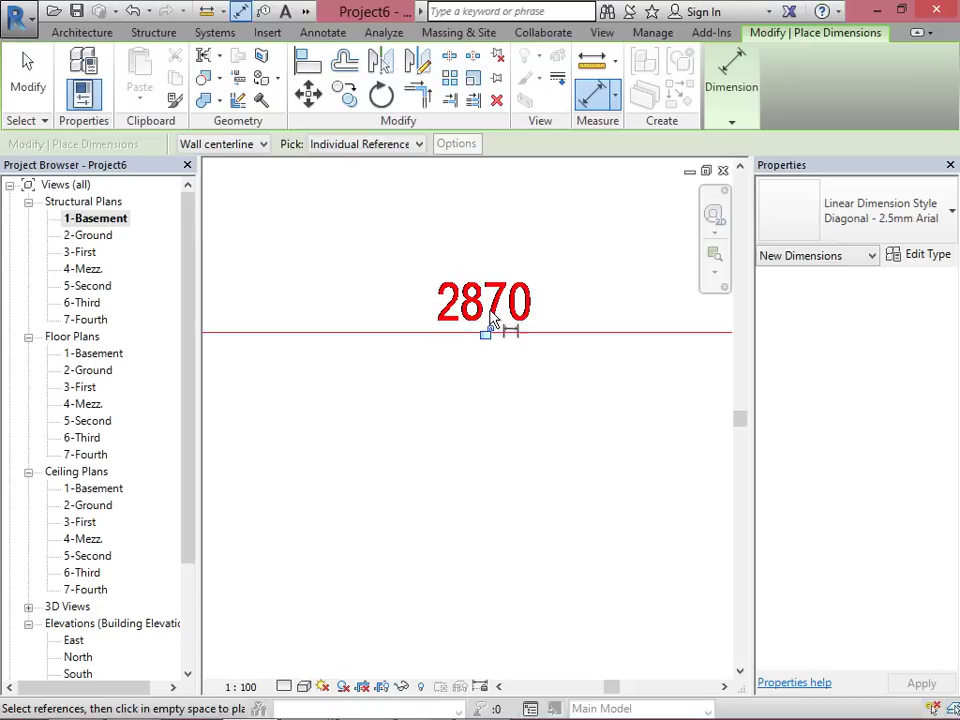 Project6 - ...
Type a keyword or phrase
Sign In
Architecture Structure Systems Insert Annotate Analyze Massing & Site Collaborate View Manage Add-Ins Modify | Place Dimensions
Modify
Paste
Dimension
Select Properties Clipboard Geometry Modify View Measure Create
Modify | Place Dimensions Wall centerline Pick: Individual Reference Options
Project Browser - Project6
Views (all)
Structural Plans
1-Basement
2-Ground
3-First
4-Mezz.
5-Second
6-Third
7-Fourth
Floor Plans
1-Basement
2-Ground
3-First
4-Mezz.
5-Second
6-Third
7-Fourth
Ceiling Plans
1-Basement
2-Ground
3-First
4-Mezz.
5-Second
6-Third
7-Fourth
3D Views
Elevations (Building Elevatio
East
North
South
2870
2D
Properties
Linear Dimension Style
Diagonal - 2.5mm Arial
New Dimensions Edit Type
Properties help Apply
1 : 100
Select references, then click in empty space to pla
:0 Main Model